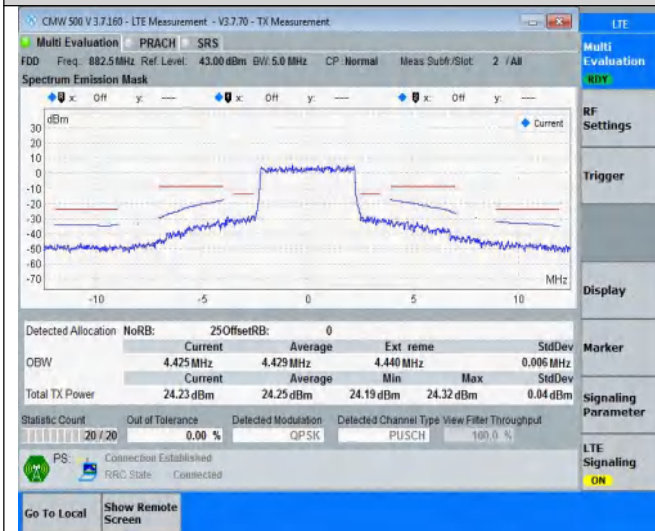 CMW 500 V 3.7.160 - LTE Measurement - V3.7.70 - TX Measurement
LTE
Multi Evaluation PRACH SRS
Multi Evaluation
RDY
FDD Freq.: 882.5 MHz Ref. Level: 43.00 dBm BW: 5.0 MHz CP: Normal Meas Subfr./Slot: 2 /All
Spectrum Emission Mask
x: Off y: --- x: Off y: --- x: Off y: ---
RF Settings
dBm
Current
30
20
10
0
-10
-20
-30
-40
-50
-60
-70
MHz
-10 -5 0 5 10
Trigger
Display
Detected Allocation NoRB: 25 OffsetRB: 0
Current Average Extreme StdDev
OBW 4.425 MHz 4.429 MHz 4.440 MHz 0.006 MHz
Current Average Min Max StdDev
Total TX Power 24.23 dBm 24.25 dBm 24.19 dBm 24.32 dBm 0.04 dBm
Marker
Signaling Parameter
Statistic Count Out of Tolerance Detected Modulation Detected Channel Type View Filter Throughput
20 / 20 0.00 % QPSK PUSCH 100.0 %
PS: Connection Established
RRC State Connected
LTE Signaling
ON
Go To Local
Show Remote Screen